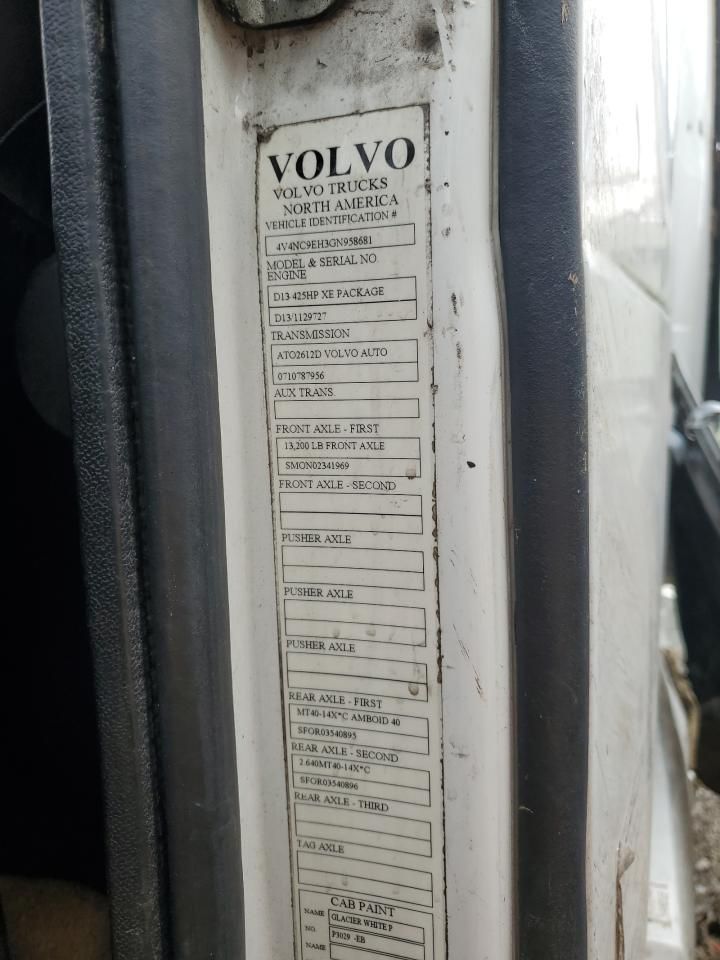 VOLVO
VOLVO TRUCKS
NORTH AMERICA
VEHICLE IDENTIFICATION #
4V4NC9EH3GN958681
MODEL & SERIAL NO.
ENGINE
D13 425HP XE PACKAGE
D13/1129727
TRANSMISSION
ATO2612D VOLVO AUTO
0710787956
AUX TRANS
FRONT AXLE - FIRST
13,200 LB FRONT AXLE
SMON02341969
FRONT AXLE - SECOND
PUSHER AXLE
PUSHER AXLE
PUSHER AXLE
REAR AXLE - FIRST
MT40-14X*C AMBOID 40
SFOR03540895
REAR AXLE - SECOND
2.640MT40-14X*C
SFOR03540896
REAR AXLE - THIRD
TAG AXLE
CAB PAINT
NAME GLACIER WHITE P
NO. P3029 -EB
NAME